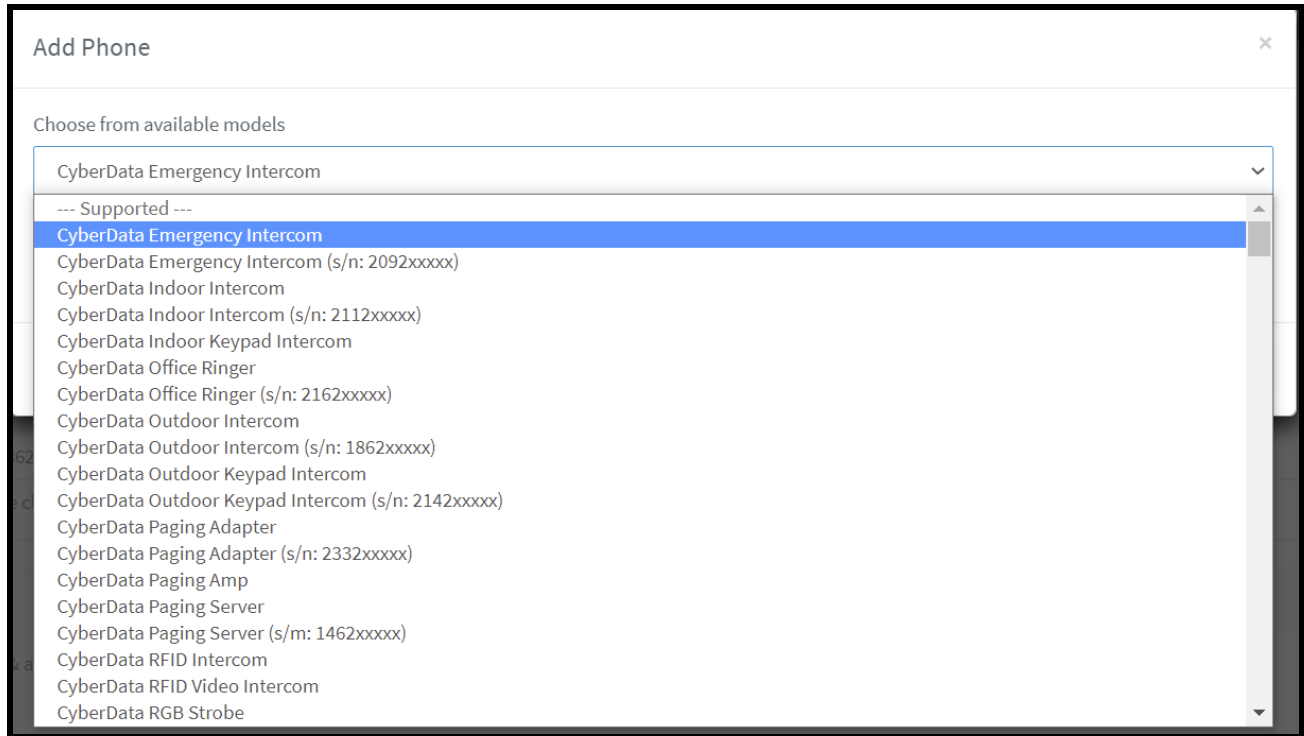 Add Phone ×
Choose from available models
CyberData Emergency Intercom
--- Supported ---
CyberData Emergency Intercom
CyberData Emergency Intercom (s/n: 2092xxxxx)
CyberData Indoor Intercom
CyberData Indoor Intercom (s/n: 2112xxxxx)
CyberData Indoor Keypad Intercom
CyberData Office Ringer
CyberData Office Ringer (s/n: 2162xxxxx)
CyberData Outdoor Intercom
CyberData Outdoor Intercom (s/n: 1862xxxxx)
CyberData Outdoor Keypad Intercom
CyberData Outdoor Keypad Intercom (s/n: 2142xxxxx)
CyberData Paging Adapter
CyberData Paging Adapter (s/n: 2332xxxxx)
CyberData Paging Amp
CyberData Paging Server
CyberData Paging Server (s/m: 1462xxxxx)
CyberData RFID Intercom
CyberData RFID Video Intercom
CyberData RGB Strobe